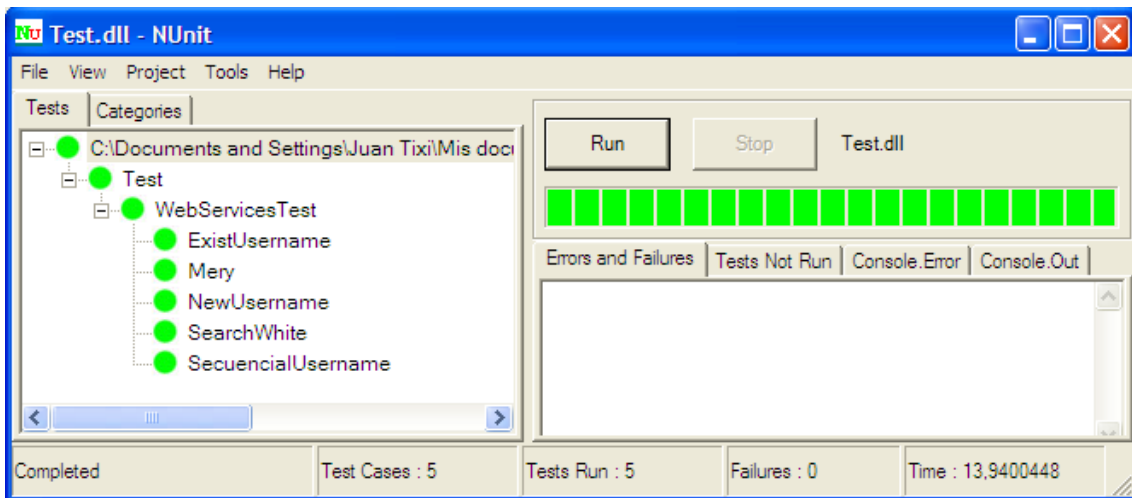 NU Test.dll - NUnit
File View Project Tools Help
Tests Categories
C:\Documents and Settings\Juan Tixi\Mis
Test
WebServicesTest
ExistUsername
Mery
NewUsername
SearchWhite
SecuencialUsername
Run Stop Test.dll
Errors and Failures Tests Not Run Console.Error Console.Out
Completed Test Cases : 5 Tests Run : 5 Failures : 0 Time : 13,9400448